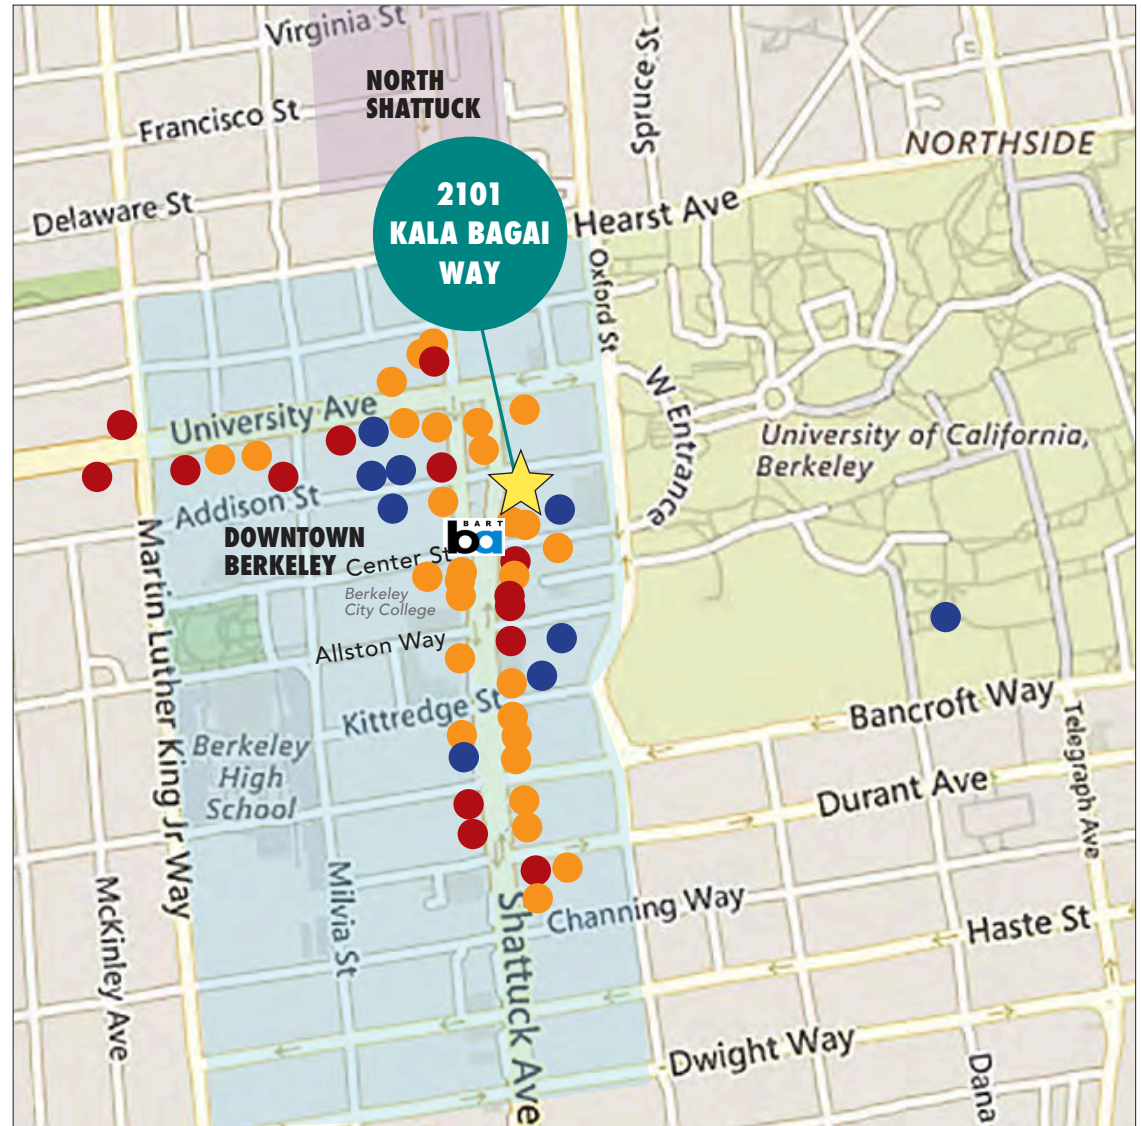 Virginia St
NORTH
SHATTUCK
Spruce St
Francisco St
NORTHSIDE
2101
KALA BAGAI
WAY
Delaware St
Hearst Ave
Oxford St
W Entrance
University Ave
University of California,
Berkeley
Addison St
DOWNTOWN
BERKELEY
BART
ba
Center St
Berkeley
City College
Martin Luther King Jr Way
Allston Way
Kittredge St
Bancroft Way
Telegraph Ave
Berkeley
High
School
Durant Ave
McKinley Ave
Milvia St
Shattuck Ave
Channing Way
Haste St
Dwight Way
Dana